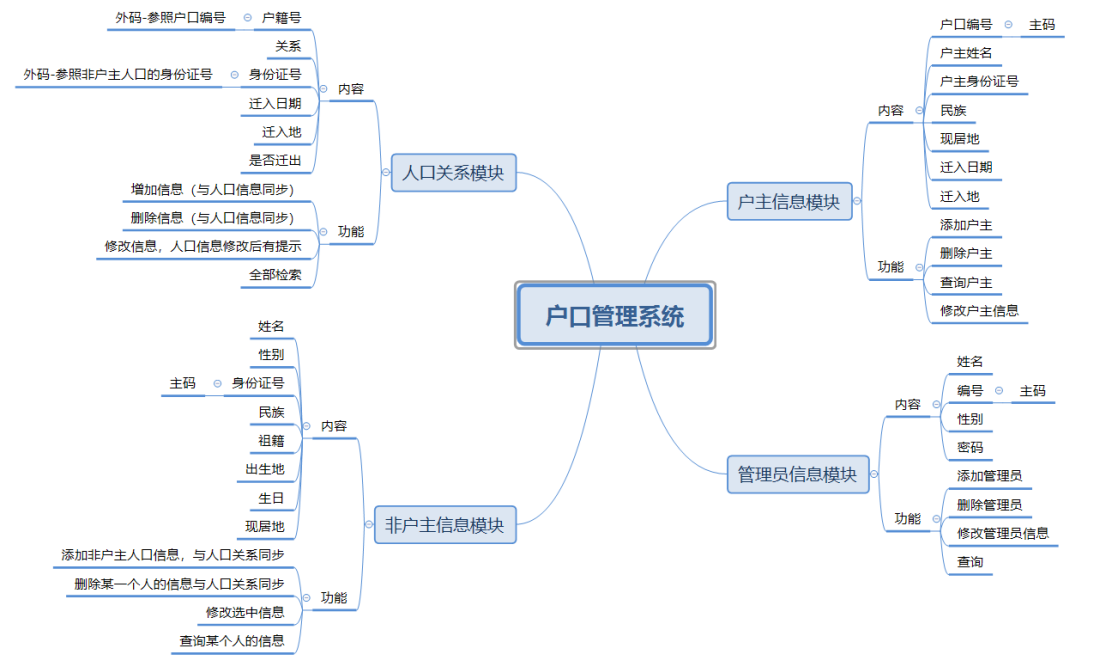 户口管理系统
人口关系模块
内容
户籍号
外码-参照户口编号
关系
身份证号
外码-参照非户主人口的身份证号
迁入日期
迁入地
是否迁出
功能
增加信息（与人口信息同步）
删除信息（与人口信息同步）
修改信息，人口信息修改后有提示
全部检索
非户主信息模块
内容
姓名
性别
身份证号
主码
民族
祖籍
出生地
生日
现居地
功能
添加非户主人口信息，与人口关系同步
删除某一个人的信息与人口关系同步
修改选中信息
查询某个人的信息
户主信息模块
内容
户口编号
主码
户主姓名
户主身份证号
民族
现居地
迁入日期
迁入地
功能
添加户主
删除户主
查询户主
修改户主信息
管理员信息模块
内容
姓名
编号
主码
性别
密码
功能
添加管理员
删除管理员
修改管理员信息
查询